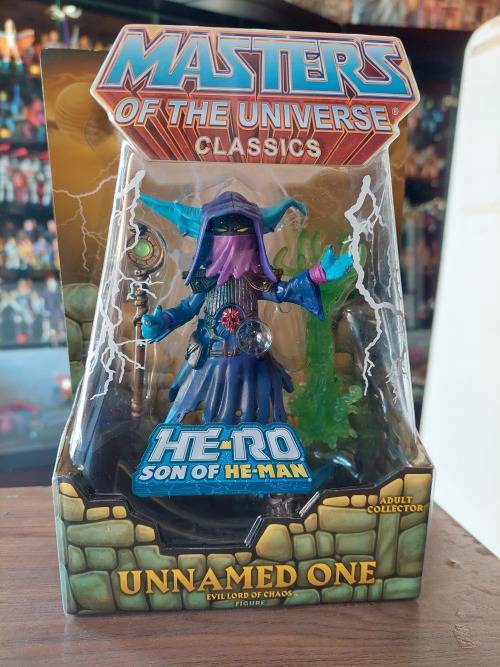 MASTERS
OF THE UNIVERSE®
CLASSICS
HE-RO
SON OF HE-MAN
ADULT
COLLECTOR
UNNAMED ONE
EVIL LORD OF CHAOS
FIGURE